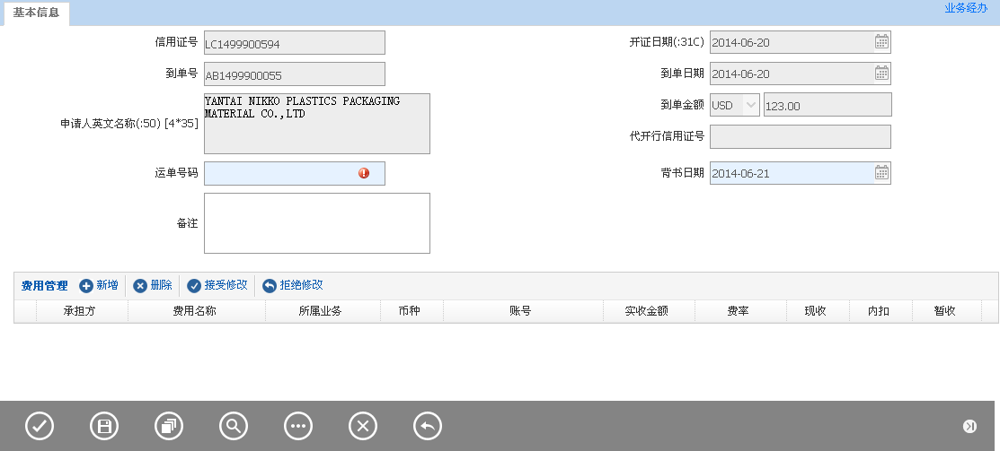 基本信息
业务经办
信用证号 LC1499900594
开证日期(:31C) 2014-06-20
到单号 AB1499900055
到单日期 2014-06-20
申请人英文名称(:50) [4*35]
YANTAI NIKKO PLASTICS PACKAGING
MATERIAL CO.,LTD
到单金额 USD 123.00
代开行信用证号
运单号码
背书日期 2014-06-21
备注
费用管理 新增 删除 接受修改 拒绝修改
承担方 费用名称 所属业务 币种 账号 实收金额 费率 现收 内扣 暂收